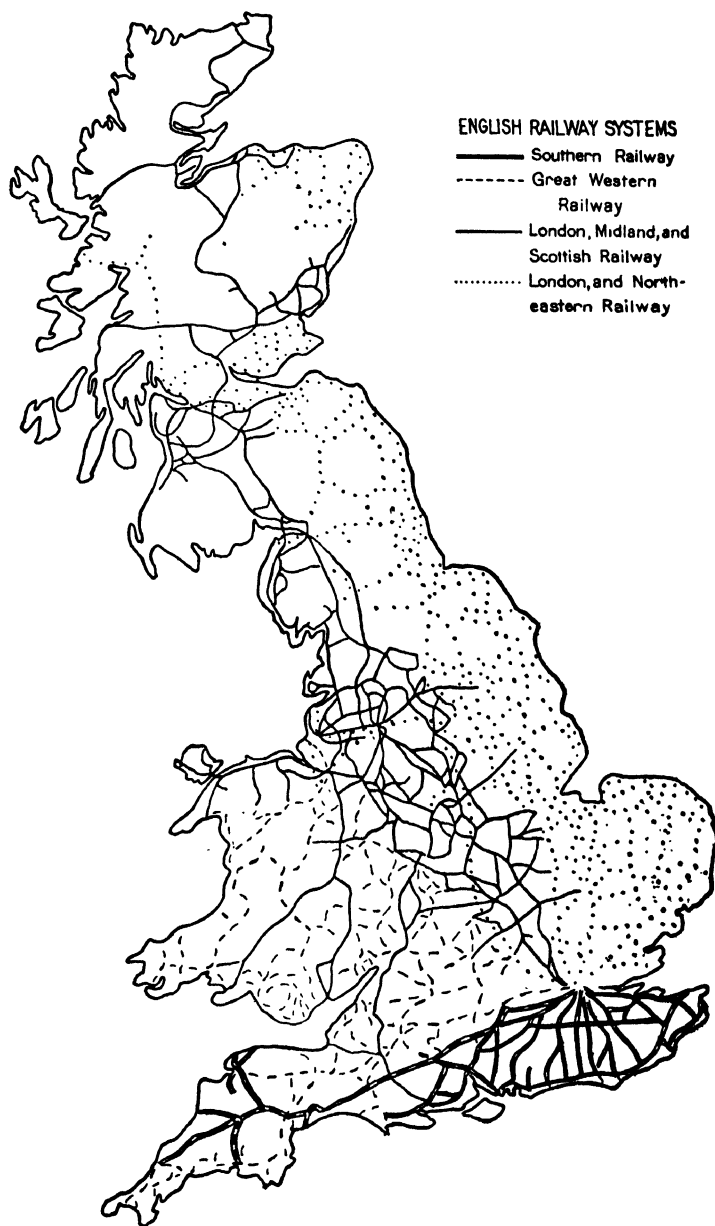 ENGLISH RAILWAY SYSTEMS
Southern Railway
Great Western
Railway
London, Midland, and
Scottish Railway
London, and North-
eastern Railway